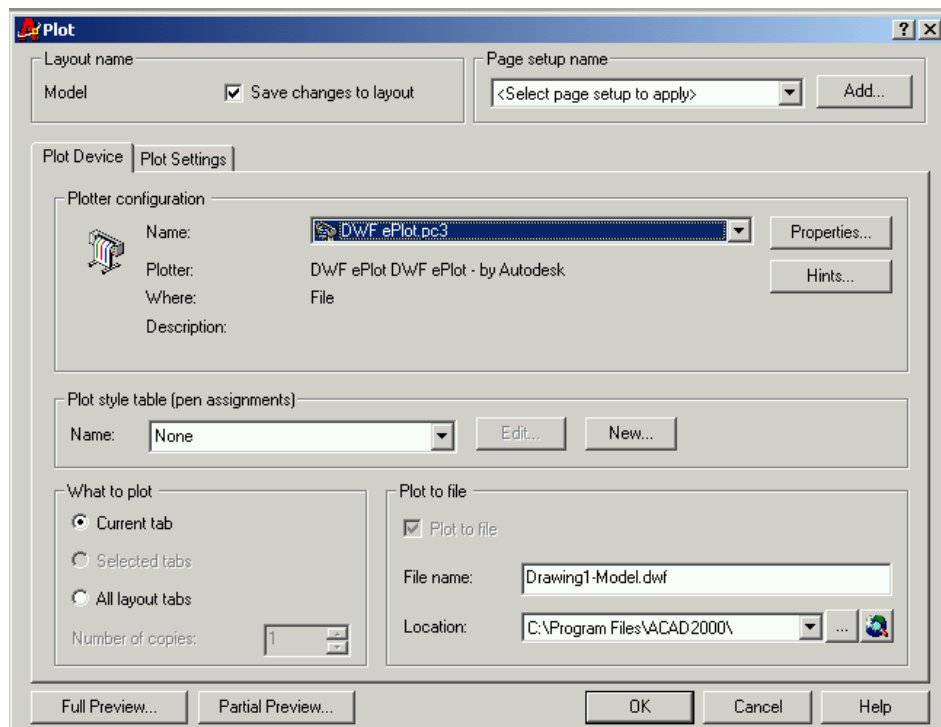 Plot
Layout name
Model
Save changes to layout
Page setup name
<Select page setup to apply>
Add...
Plot Device
Plot Settings
Plotter configuration
Name:
DWF ePlot.pc3
Properties...
Plotter:
DWF ePlot DWF ePlot - by Autodesk
Hints...
Where:
File
Description:
Plot style table (pen assignments)
Name:
None
Edit...
New...
What to plot
Current tab
Selected tabs
All layout tabs
Number of copies:
1
Plot to file
Plot to file
File name:
Drawing1-Model.dwf
Location:
C:\Program Files\ACAD2000\
...
Full Preview...
Partial Preview...
OK
Cancel
Help